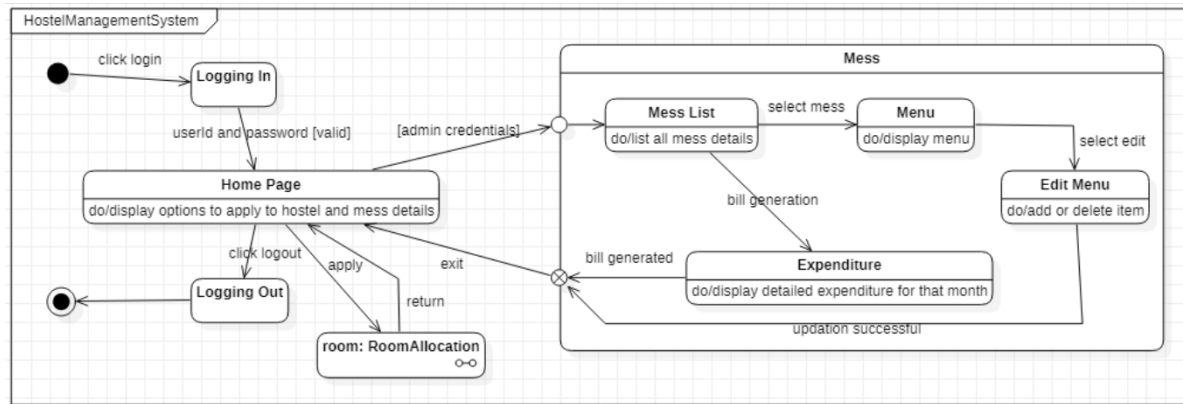 HostelManagementSystem
click login
Logging In
userId and password [valid]
[admin credentials]
Home Page
do/display options to apply to hostel and mess details
click logout
apply
exit
return
Logging Out
room: RoomAllocation
Mess
Mess List
do/list all mess details
select mess
Menu
do/display menu
select edit
Edit Menu
do/add or delete item
bill generation
bill generated
Expenditure
do/display detailed expenditure for that month
updation successful